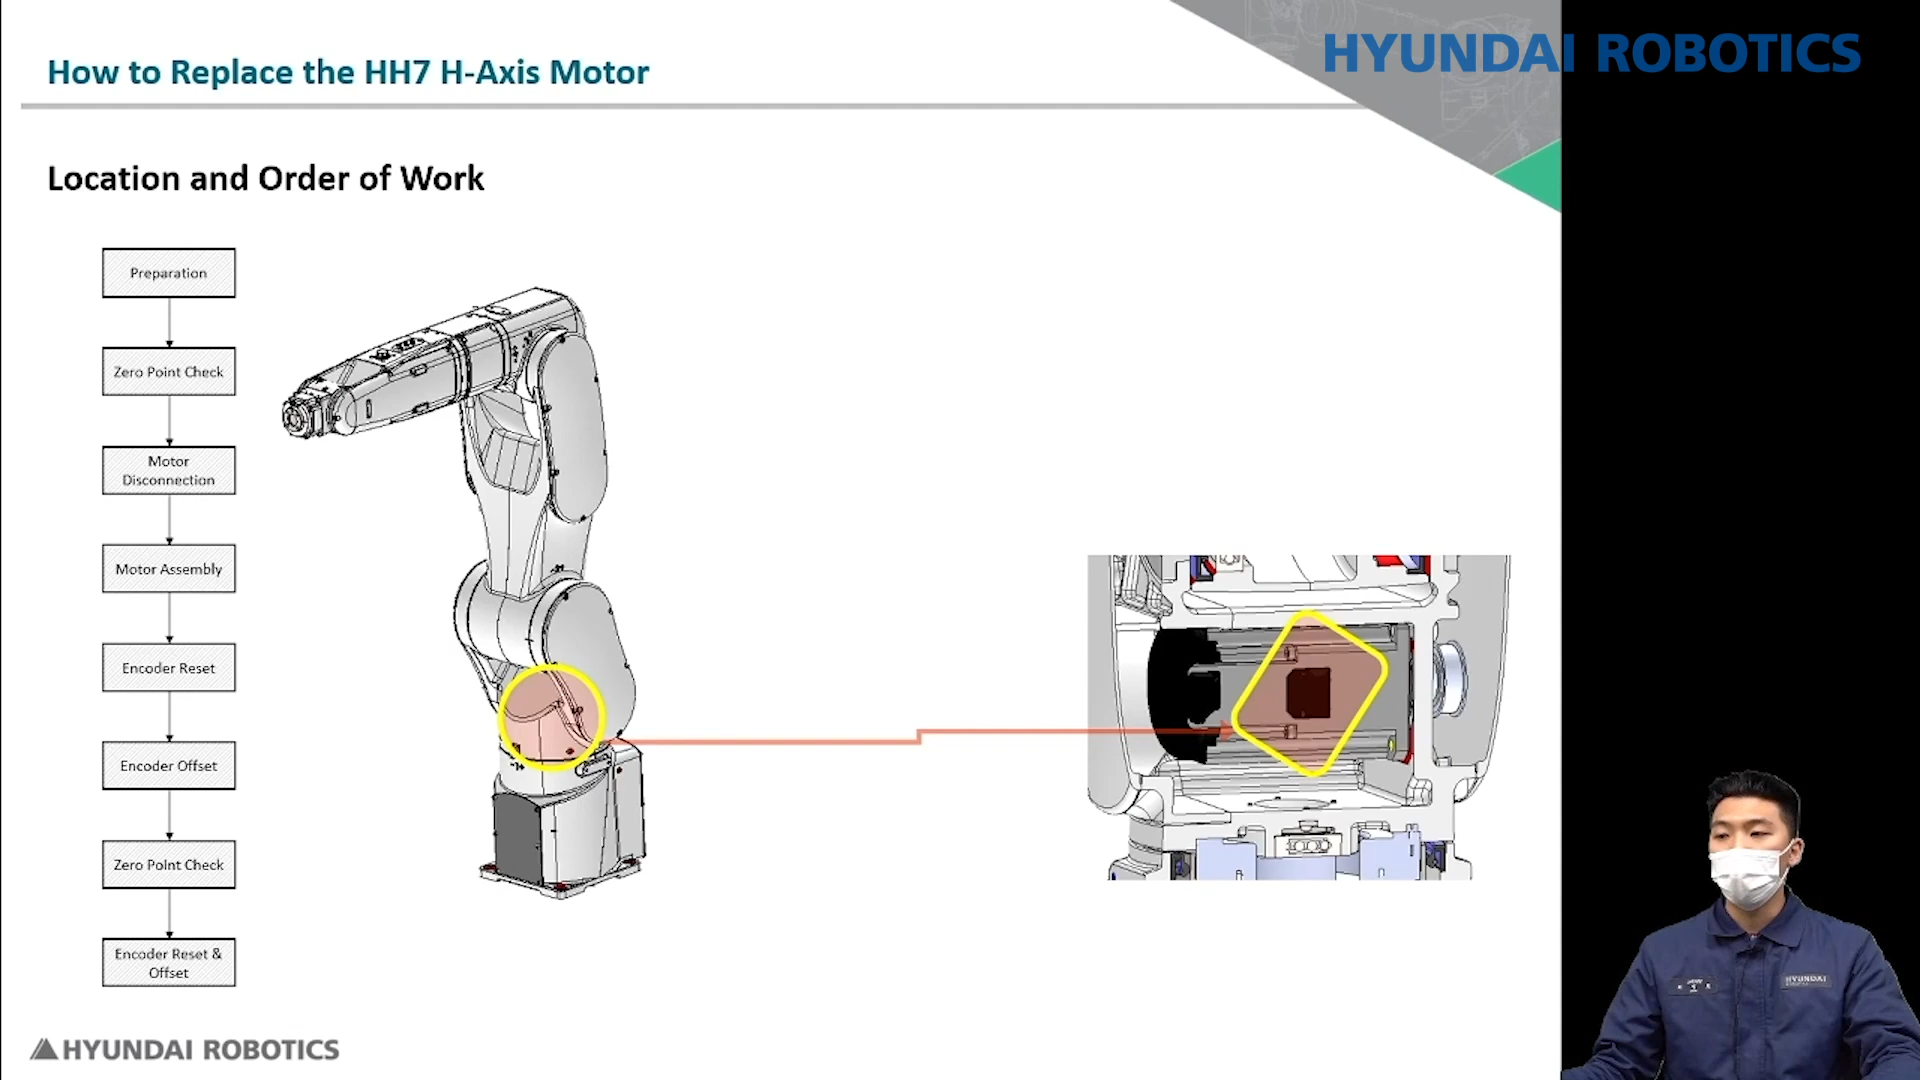 HYUNDAI ROBOTICS
How to Replace the HH7 H-Axis Motor
Location and Order of Work
Preparation
Zero Point Check
Motor
Disconnection
Motor Assembly
Encoder Reset
Encoder Offset
Zero Point Check
Encoder Reset &
Offset
HYUNDAI ROBOTICS
HYUNDAI